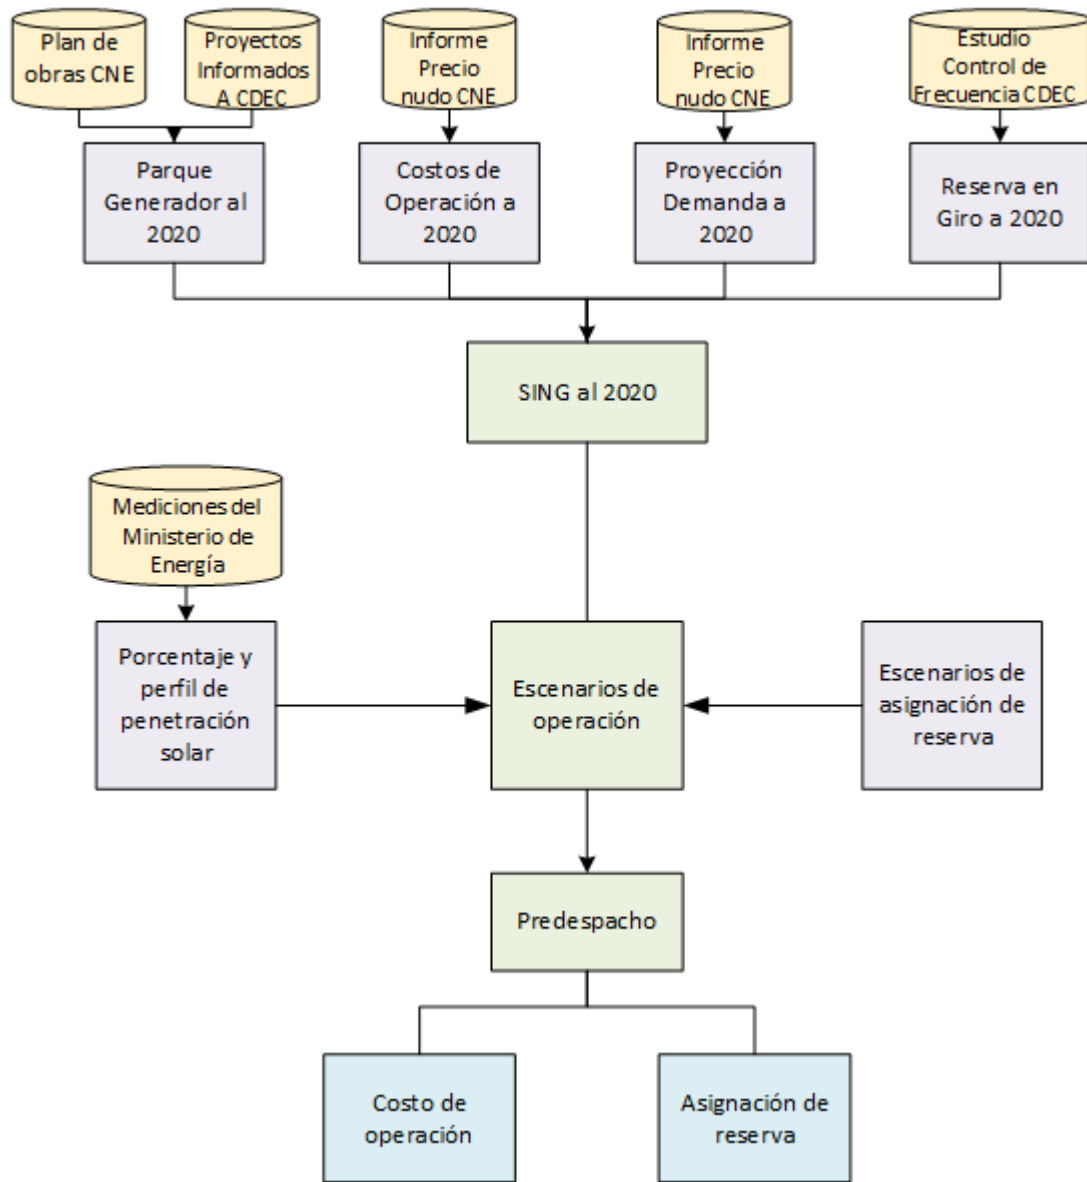 Plan de
obras CNE
Proyectos
Informados
A CDEC
Informe
Precio
nudo CNE
Informe
Precio
nudo CNE
Estudio
Control de
Frecuencia CDEC
Parque
Generador al
2020
Costos de
Operación a
2020
Proyección
Demanda a
2020
Reserva en
Giro a 2020
SING al 2020
Mediciones del
Ministerio de
Energía
Porcentaje y
perfil de
penetración
solar
Escenarios de
operación
Escenarios de
asignación de
reserva
Predespacho
Costo de
operación
Asignación de
reserva